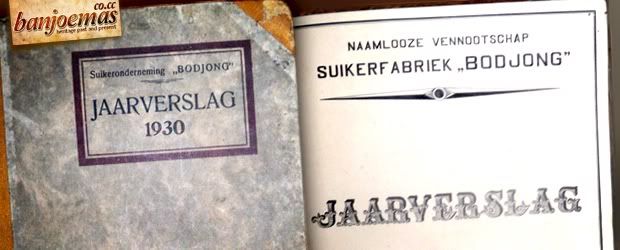 co.cc
banjoemas
heritage past and present
Suikeronderneming „BODJONG"
JAARVERSLAG
1930
NAAMLOOZE VENNOOTSCHAP
SUIKERFABRIEK „BODJONG"
JAARVERSLAG